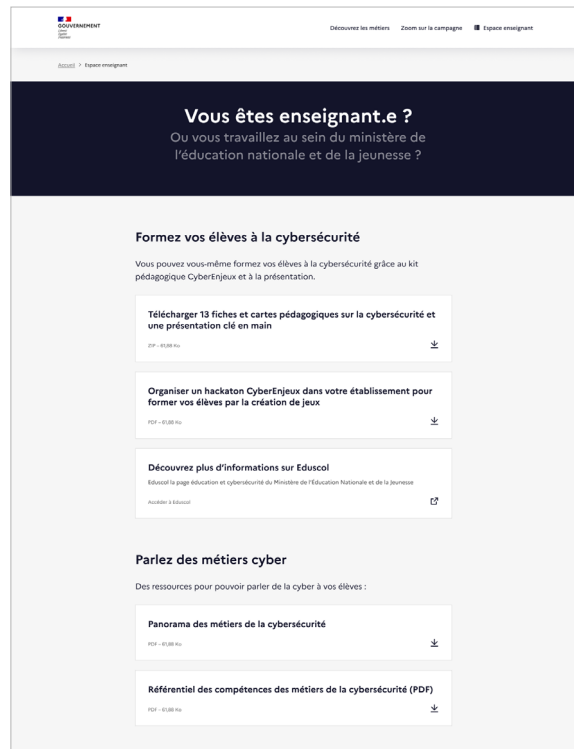 GOUVERNEMENT
Liberté
Égalité
Fraternité
Découvrez les métiers
Zoom sur la campagne
Espace enseignant
Accueil > Espace enseignant
Vous êtes enseignant.e ?
Ou vous travaillez au sein du ministère de
l'éducation nationale et de la jeunesse ?
Formez vos élèves à la cybersécurité
Vous pouvez vous-même formez vos élèves à la cybersécurité grâce au kit
pédagogique CyberEnjeux et à la présentation.
Télécharger 13 fiches et cartes pédagogiques sur la cybersécurité et
une présentation clé en main
ZIP – 61,88 Ko
Organiser un hackaton CyberEnjeux dans votre établissement pour
former vos élèves par la création de jeux
PDF – 61,88 Ko
Découvrez plus d'informations sur Eduscol
Eduscol la page éducation et cybersécurité du Ministère de l'Éducation Nationale et de la Jeunesse
Accéder à Eduscol
Parlez des métiers cyber
Des ressources pour pouvoir parler de la cyber à vos élèves :
Panorama des métiers de la cybersécurité
PDF – 61,88 Ko
Référentiel des compétences des métiers de la cybersécurité (PDF)
PDF – 61,88 Ko